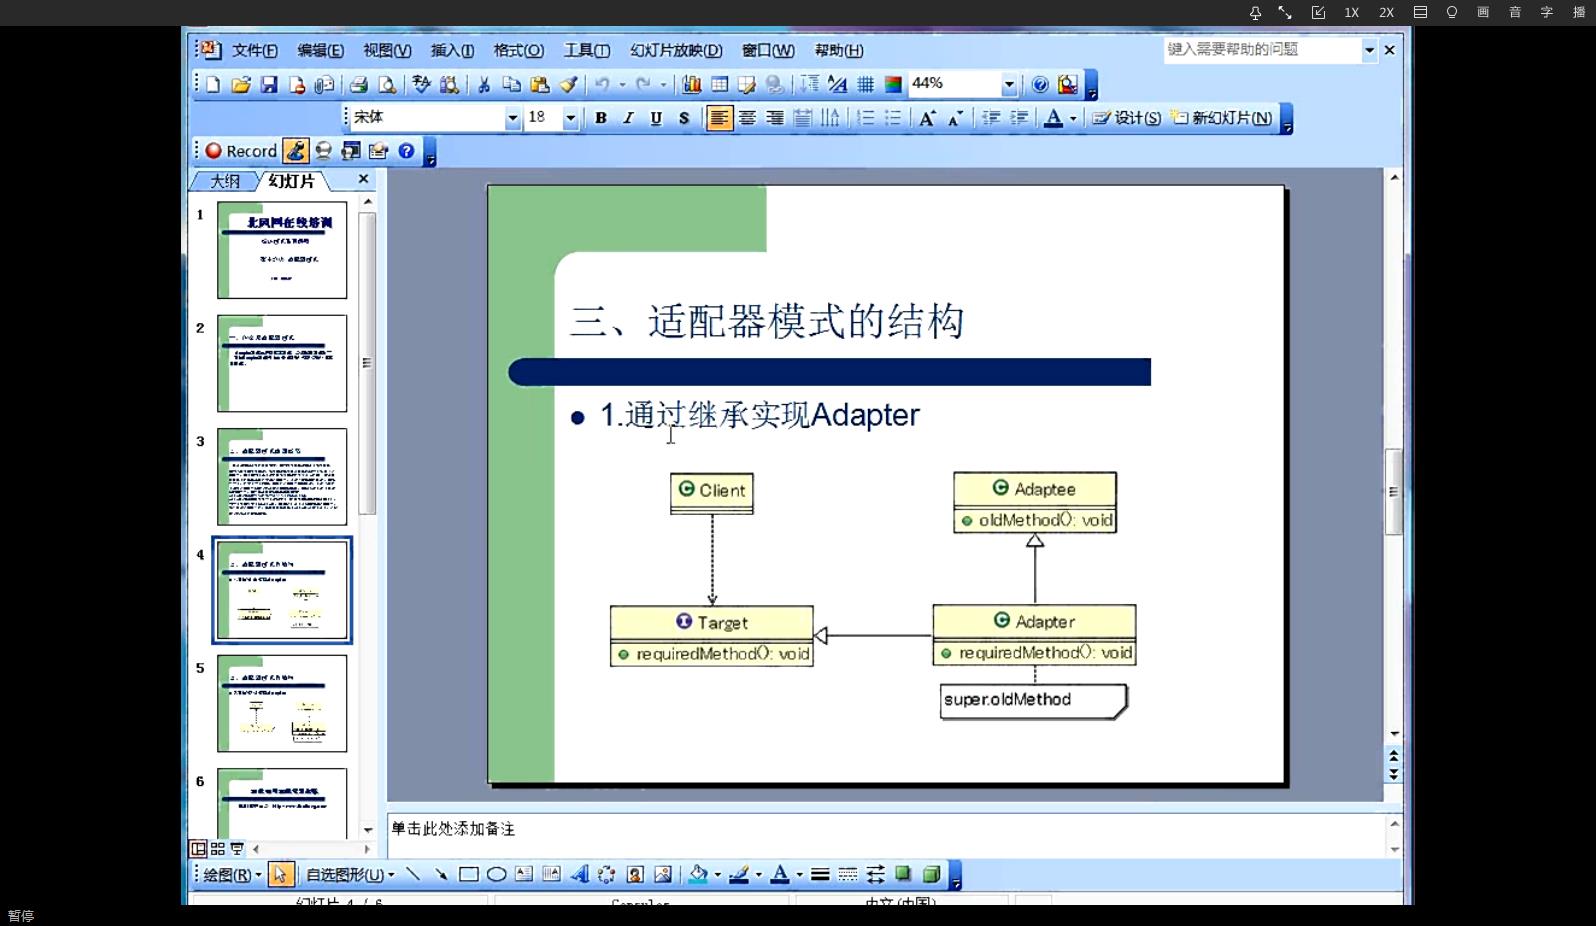 1X 2X 画 音 字 播
文件(F) 编辑(E) 视图(V) 插入(I) 格式(O) 工具(T) 幻灯片放映(D) 窗口(W) 帮助(H) 键入需要帮助的问题
44%
宋体 18 B I U S A A A 设计(S) 新幻灯片(N)
Record
大纲 幻灯片
1
北风网在线培训
2
3
4
5
6
三、适配器模式的结构
1.通过继承实现Adapter
Client
Adaptee
oldMethod(): void
Target
requiredMethod(): void
Adapter
requiredMethod(): void
super.oldMethod
单击此处添加备注
绘图(R) 自选图形(U)
幻灯片 4 / 6
中文(中国)
暂停